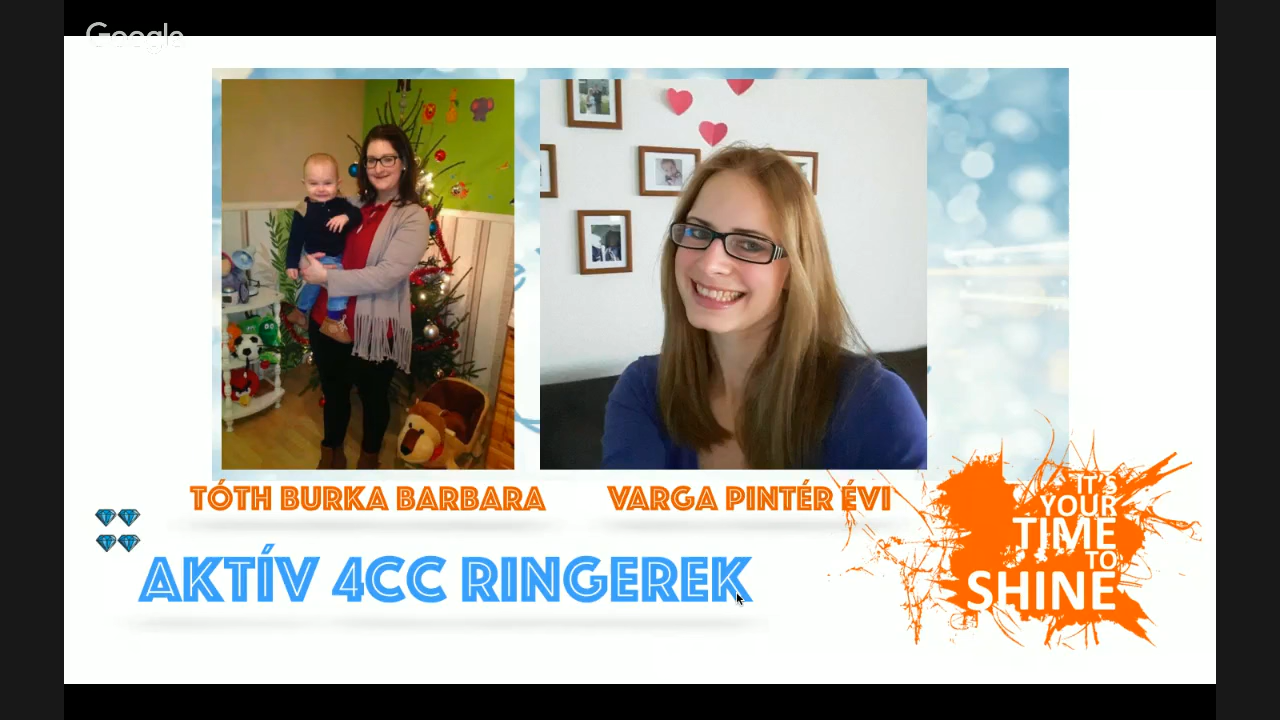 Google
TÓTH BURKA BARBARA
VARGA PINTÉR ÉVI
AKTÍV 4CC RINGEREK
IT'S
YOUR
TIME
TO
SHINE